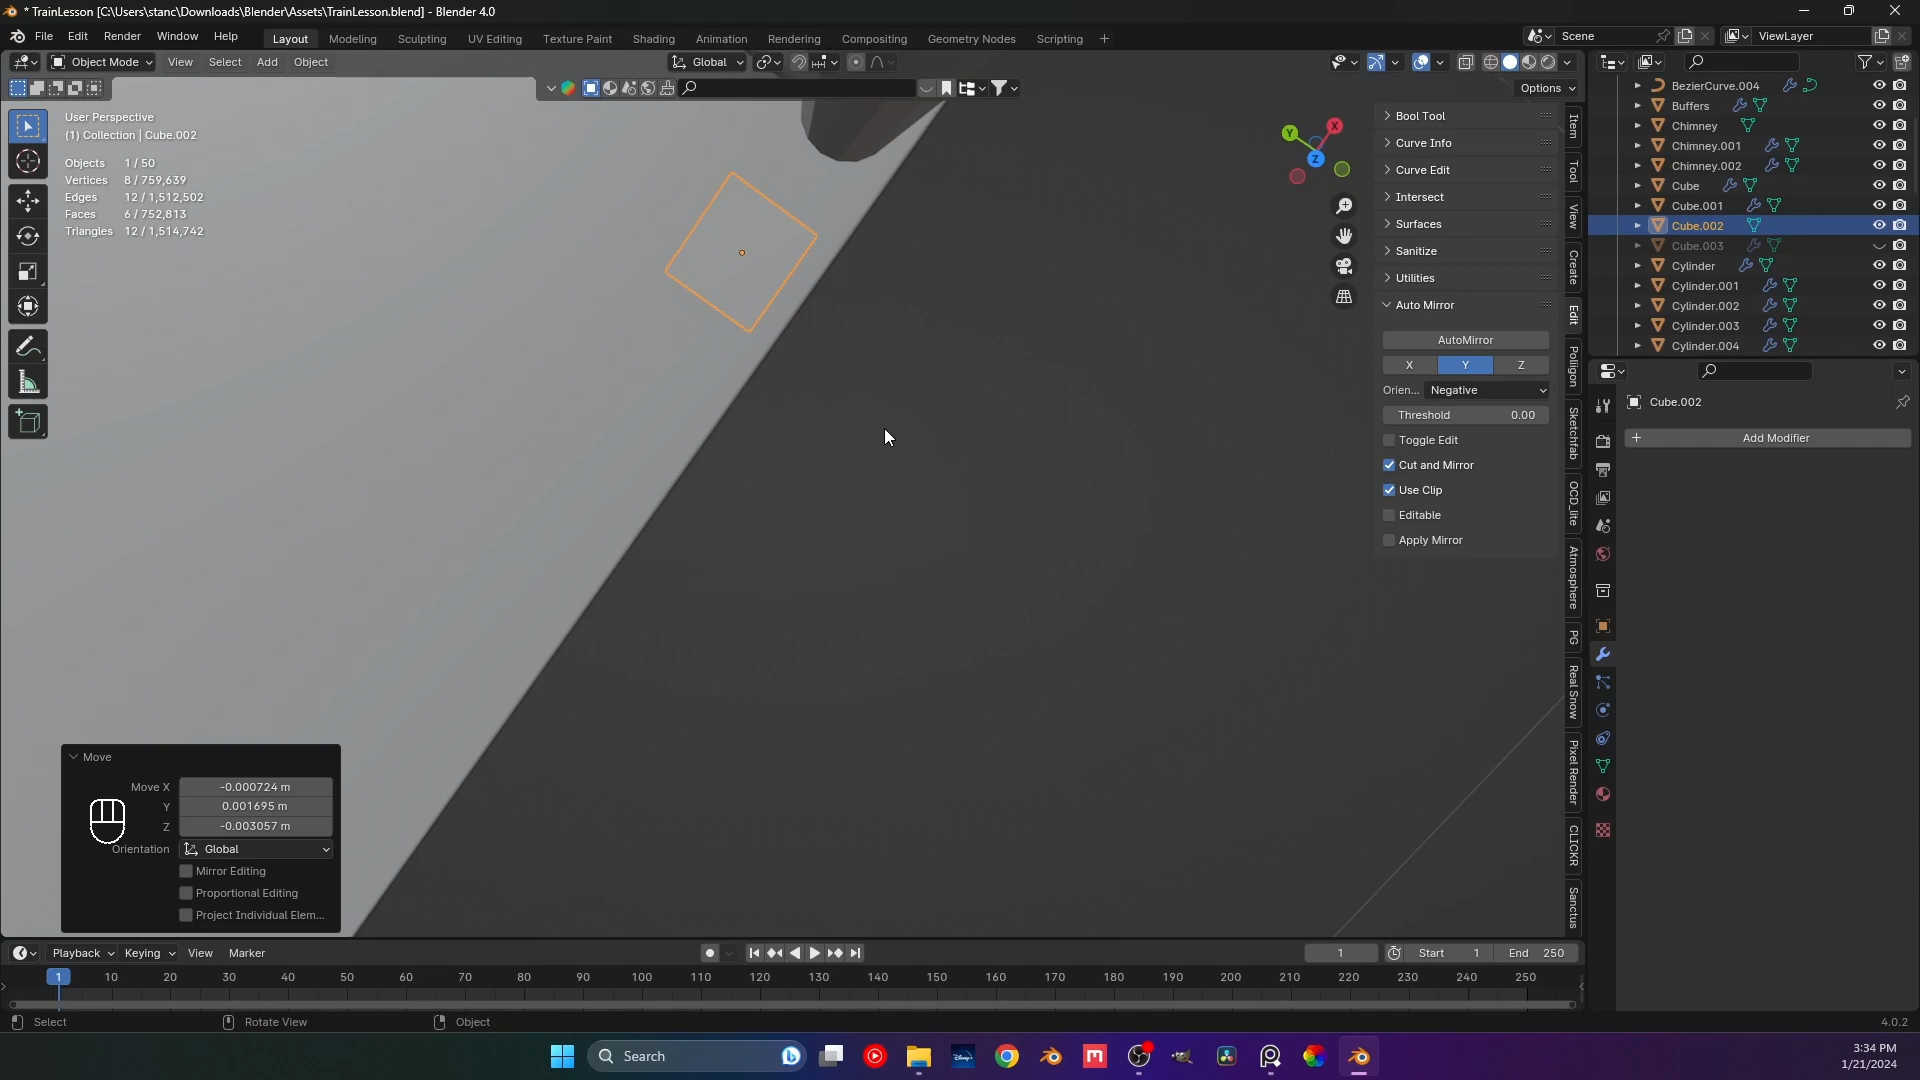 * TrainLesson [C:\Users\stanc\Downloads\Blender\Assets\TrainLesson.blend] - Blender 4.0
File Edit Render Window Help
Layout Modeling Sculpting UV Editing Texture Paint Shading Animation Rendering Compositing Geometry Nodes Scripting +
Scene
ViewLayer
Object Mode View Select Add Object
Global
Options
User Perspective
(1) Collection | Cube.002
Objects 1 / 50
Vertices 8 / 759,639
Edges 12 / 1,512,502
Faces 6 / 752,813
Triangles 12 / 1,514,742
X
Y
Z
Bool Tool
Curve Info
Curve Edit
Intersect
Surfaces
Sanitize
Utilities
Auto Mirror
AutoMirror
X Y Z
Orien... Negative
Threshold 0.00
Toggle Edit
Cut and Mirror
Use Clip
Editable
Apply Mirror
Item
Tool
View
Create
Edit
Poliigon
Sketchfab
OCD_lite
Atmosphere
PG
Real Snow
Pixel Render
CLICKR
Sanctus
BezierCurve.004
Buffers
Chimney
Chimney.001
Chimney.002
Cube
Cube.001
Cube.002
Cube.003
Cylinder
Cylinder.001
Cylinder.002
Cylinder.003
Cylinder.004
Cube.002
+ Add Modifier
Move
Move X -0.000724 m
Y 0.001695 m
Z -0.003057 m
Orientation Global
Mirror Editing
Proportional Editing
Project Individual Elem...
Playback Keying View Marker
1
Start 1 End 250
1 10 20 30 40 50 60 70 80 90 100 110 120 130 140 150 160 170 180 190 200 210 220 230 240 250
Select Rotate View Object
4.0.2
Search
Disney+
3:34 PM
1/21/2024